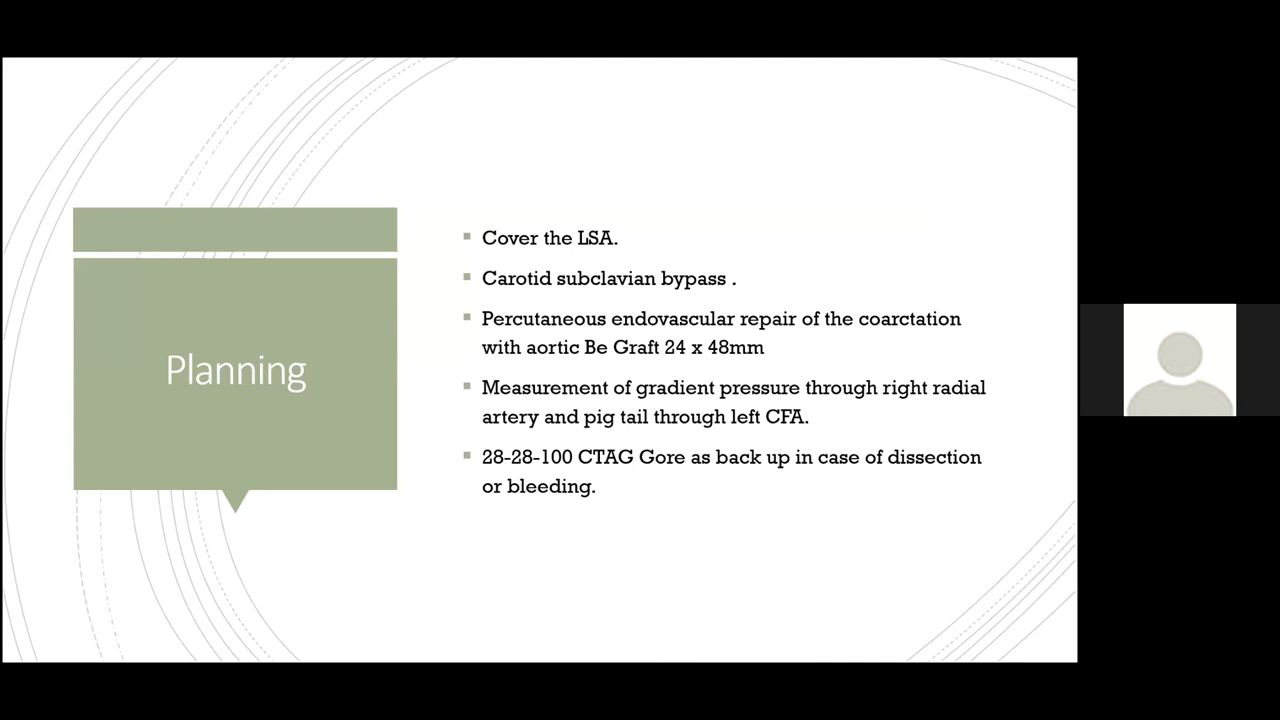 Planning
Cover the LSA.
Carotid subclavian bypass .
Percutaneous endovascular repair of the coarctation
with aortic Be Graft 24 x 48mm
Measurement of gradient pressure through right radial
artery and pig tail through left CFA.
28-28-100 CTAG Gore as back up in case of dissection
or bleeding.